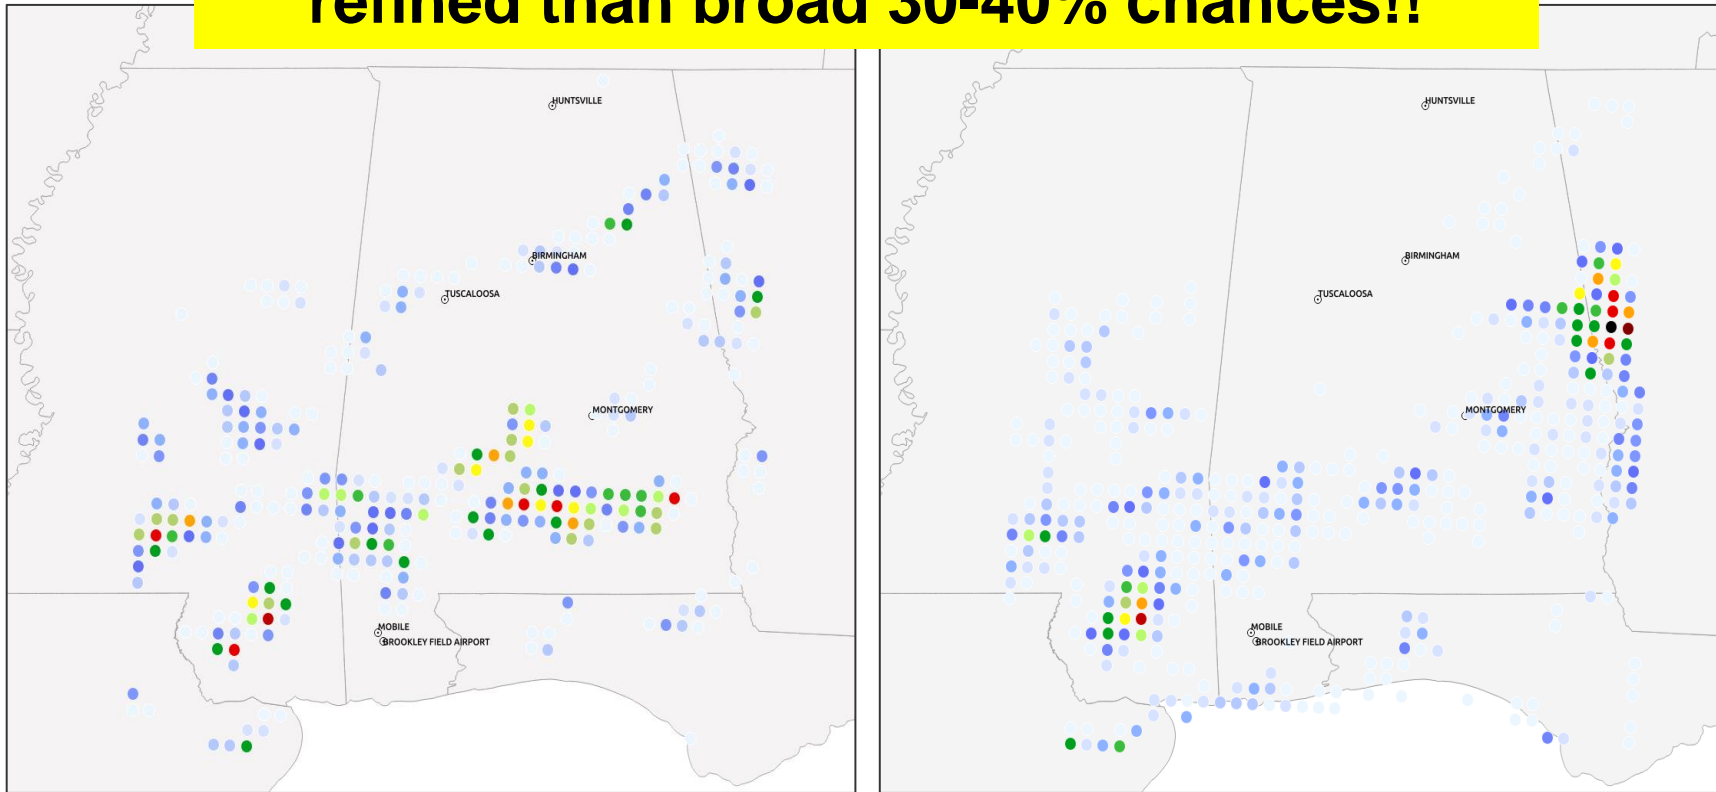 refined than broad 30-40% chances!!
HUNTSVILLE
BIRMINGHAM
TUSCALOOSA
MONTGOMERY
MOBILE
BROOKLEY FIELD AIRPORT
HUNTSVILLE
BIRMINGHAM
TUSCALOOSA
MONTGOMERY
MOBILE
BROOKLEY FIELD AIRPORT